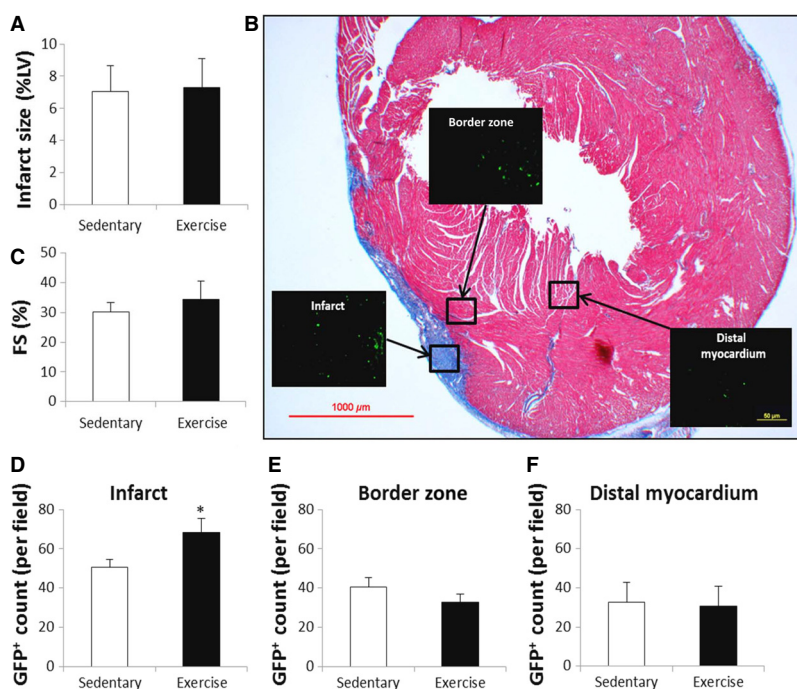 A
Infarct size (%LV)
10
8
6
4
2
0
Sedentary Exercise
B
Border zone
Infarct
Distal
myocardium
1000 µm
50 µm
C
FS (%)
50
40
30
20
10
0
Sedentary Exercise
D
Infarct
GFP⁺ count (per field)
80
60
40
20
0
*
Sedentary Exercise
E
Border zone
GFP⁺ count (per field)
80
60
40
20
0
Sedentary Exercise
F
Distal myocardium
GFP⁺ count (per field)
80
60
40
20
0
Sedentary Exercise